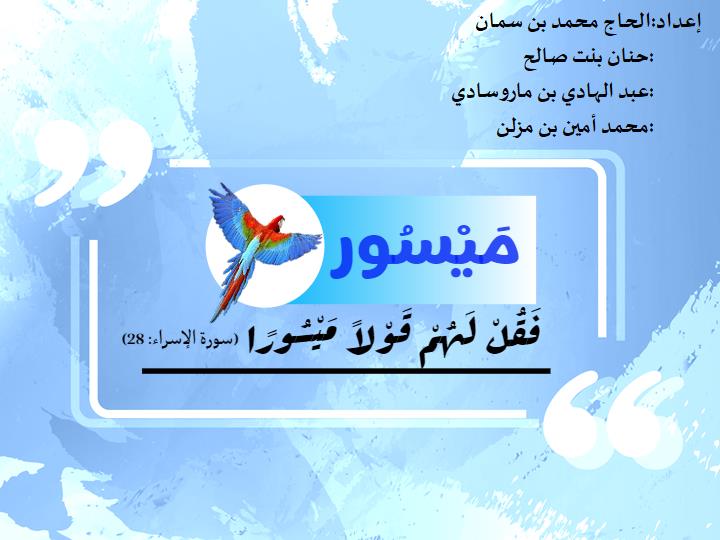 إعداد:الحاج محمد بن سمان
:حنان بنت صالح
:عبد الهادي بن ماروسادي
:محمد أمين بن مزلن
مَيْسُور
فَقُلْ لَهُمْ قَوْلاً مَيْسُورًا (سورة الإسراء: 28)